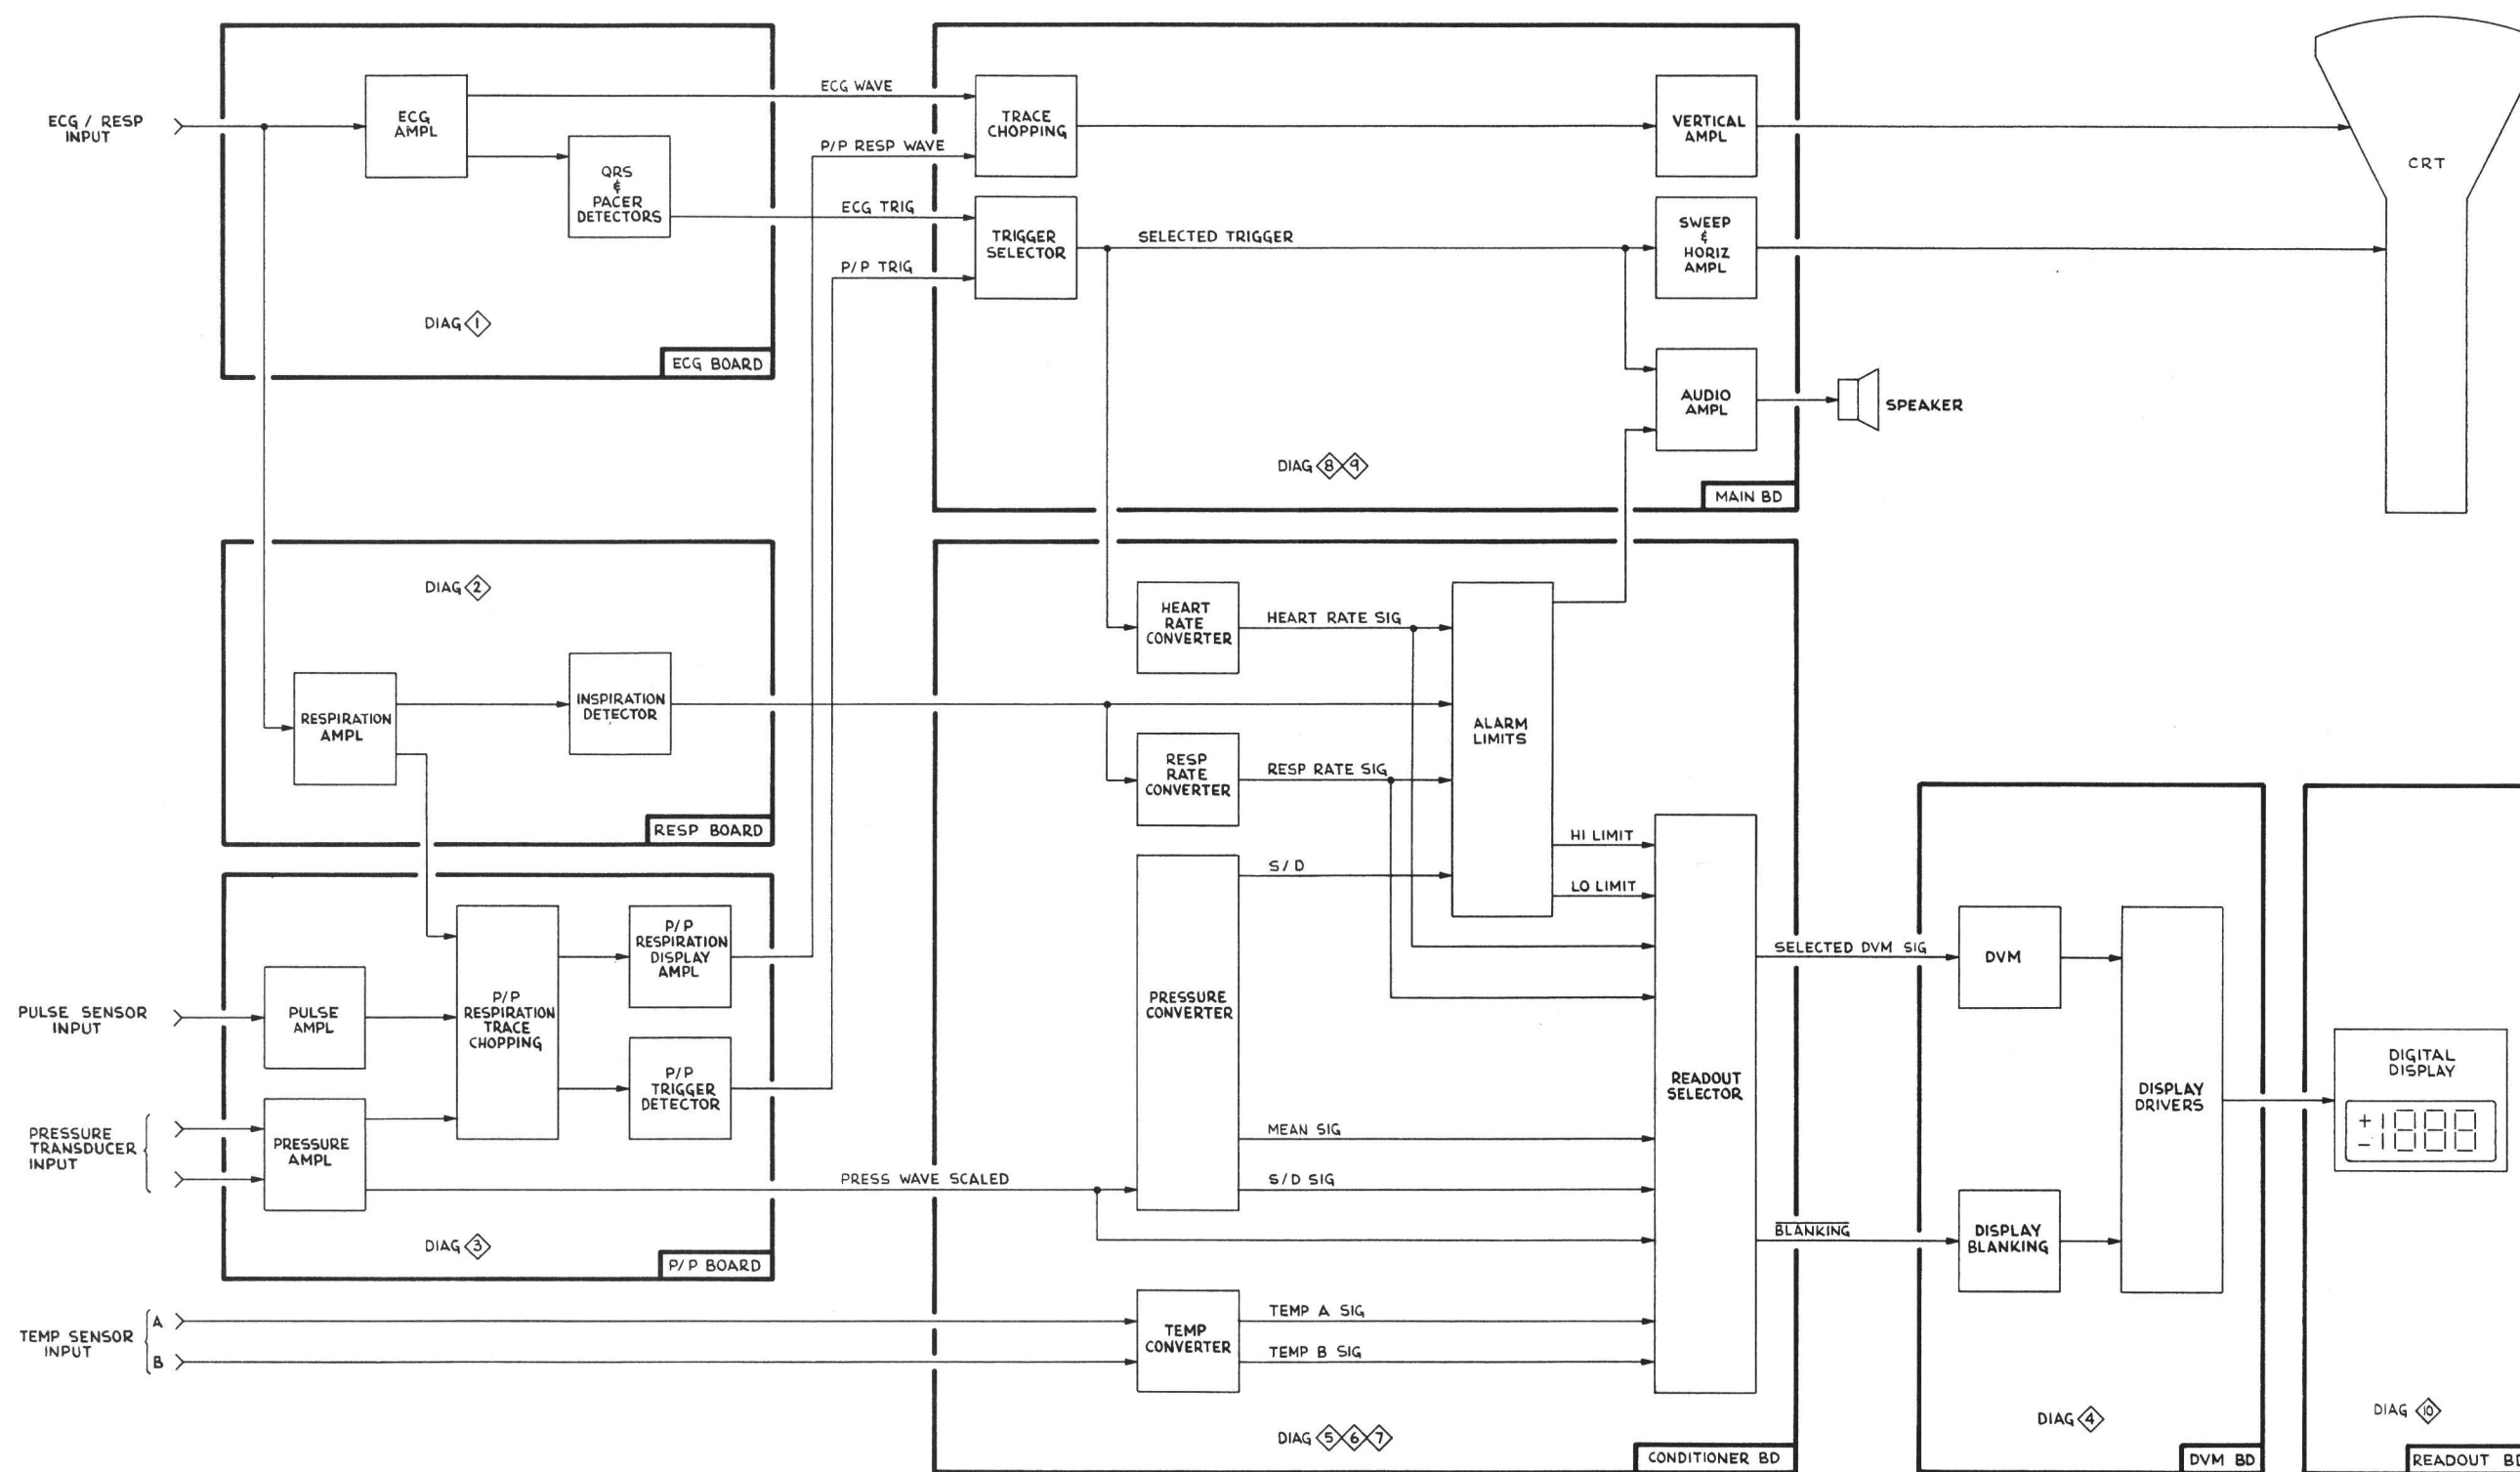 ECG / RESP
INPUT
ECG
AMPL
QRS
&
PACER
DETECTORS
DIAG 1
ECG BOARD
ECG WAVE
P/P RESP WAVE
ECG TRIG
P/P TRIG
TRACE
CHOPPING
TRIGGER
SELECTOR
SELECTED TRIGGER
VERTICAL
AMPL
SWEEP
&
HORIZ
AMPL
AUDIO
AMPL
DIAG 8 9
MAIN BD
SPEAKER
CRT
DIAG 2
RESPIRATION
AMPL
INSPIRATION
DETECTOR
RESP BOARD
HEART
RATE
CONVERTER
HEART RATE SIG
RESP
RATE
CONVERTER
RESP RATE SIG
ALARM
LIMITS
HI LIMIT
LO LIMIT
S/D
PRESSURE
CONVERTER
MEAN SIG
S/D SIG
PULSE SENSOR
INPUT
PULSE
AMPL
P/P
RESPIRATION
TRACE
CHOPPING
P/P
RESPIRATION
DISPLAY
AMPL
P/P
TRIGGER
DETECTOR
PRESSURE
TRANSDUCER
INPUT
PRESSURE
AMPL
PRESS WAVE SCALED
DIAG 3
P/P BOARD
TEMP SENSOR
INPUT
A
B
TEMP
CONVERTER
TEMP A SIG
TEMP B SIG
READOUT
SELECTOR
DIAG 5 6 7
CONDITIONER BD
SELECTED DVM SIG
BLANKING
DVM
DISPLAY
BLANKING
DISPLAY
DRIVERS
DIAG 4
DVM BD
DIGITAL
DISPLAY
+
-1888
DIAG 10
READOUT BD